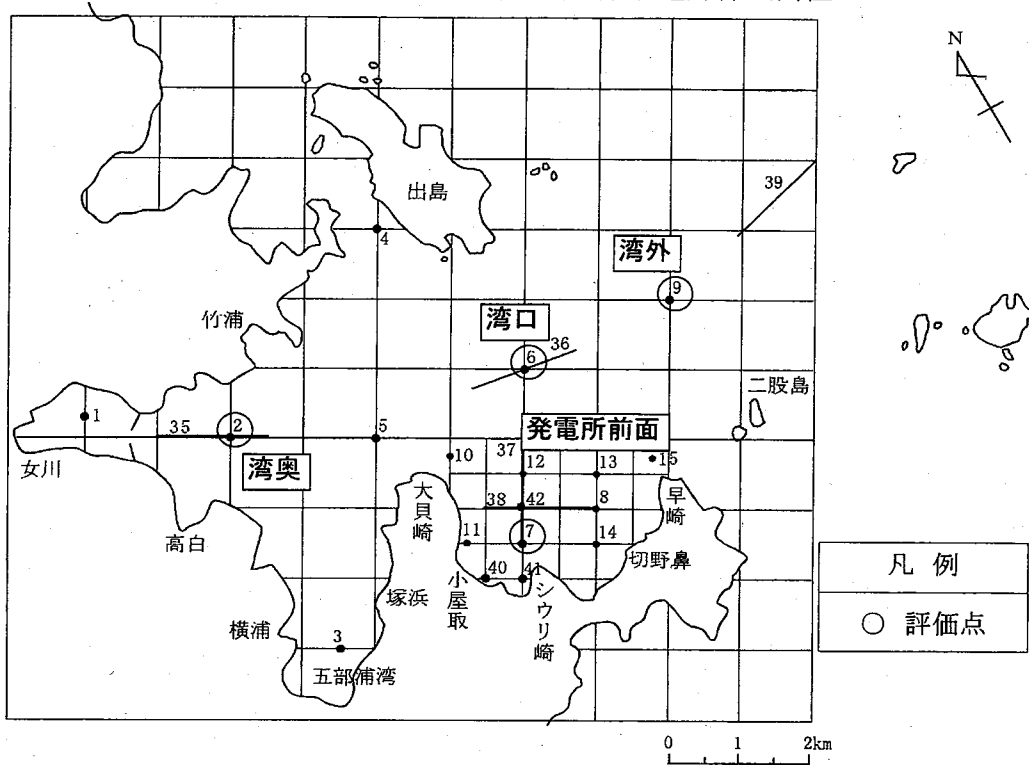 N
出島
39
4
湾外
9
竹浦
湾口
36
6
二股島
1
35
2
5
発電所前面
10
37
12
13
15
女川
湾奥
大貝崎
38
42
8
早崎
高白
11
7
14
切野鼻
40
41
小屋取
シウリ崎
塚浜
横浦
3
五部浦湾
凡例
○ 評価点
0 1 2km